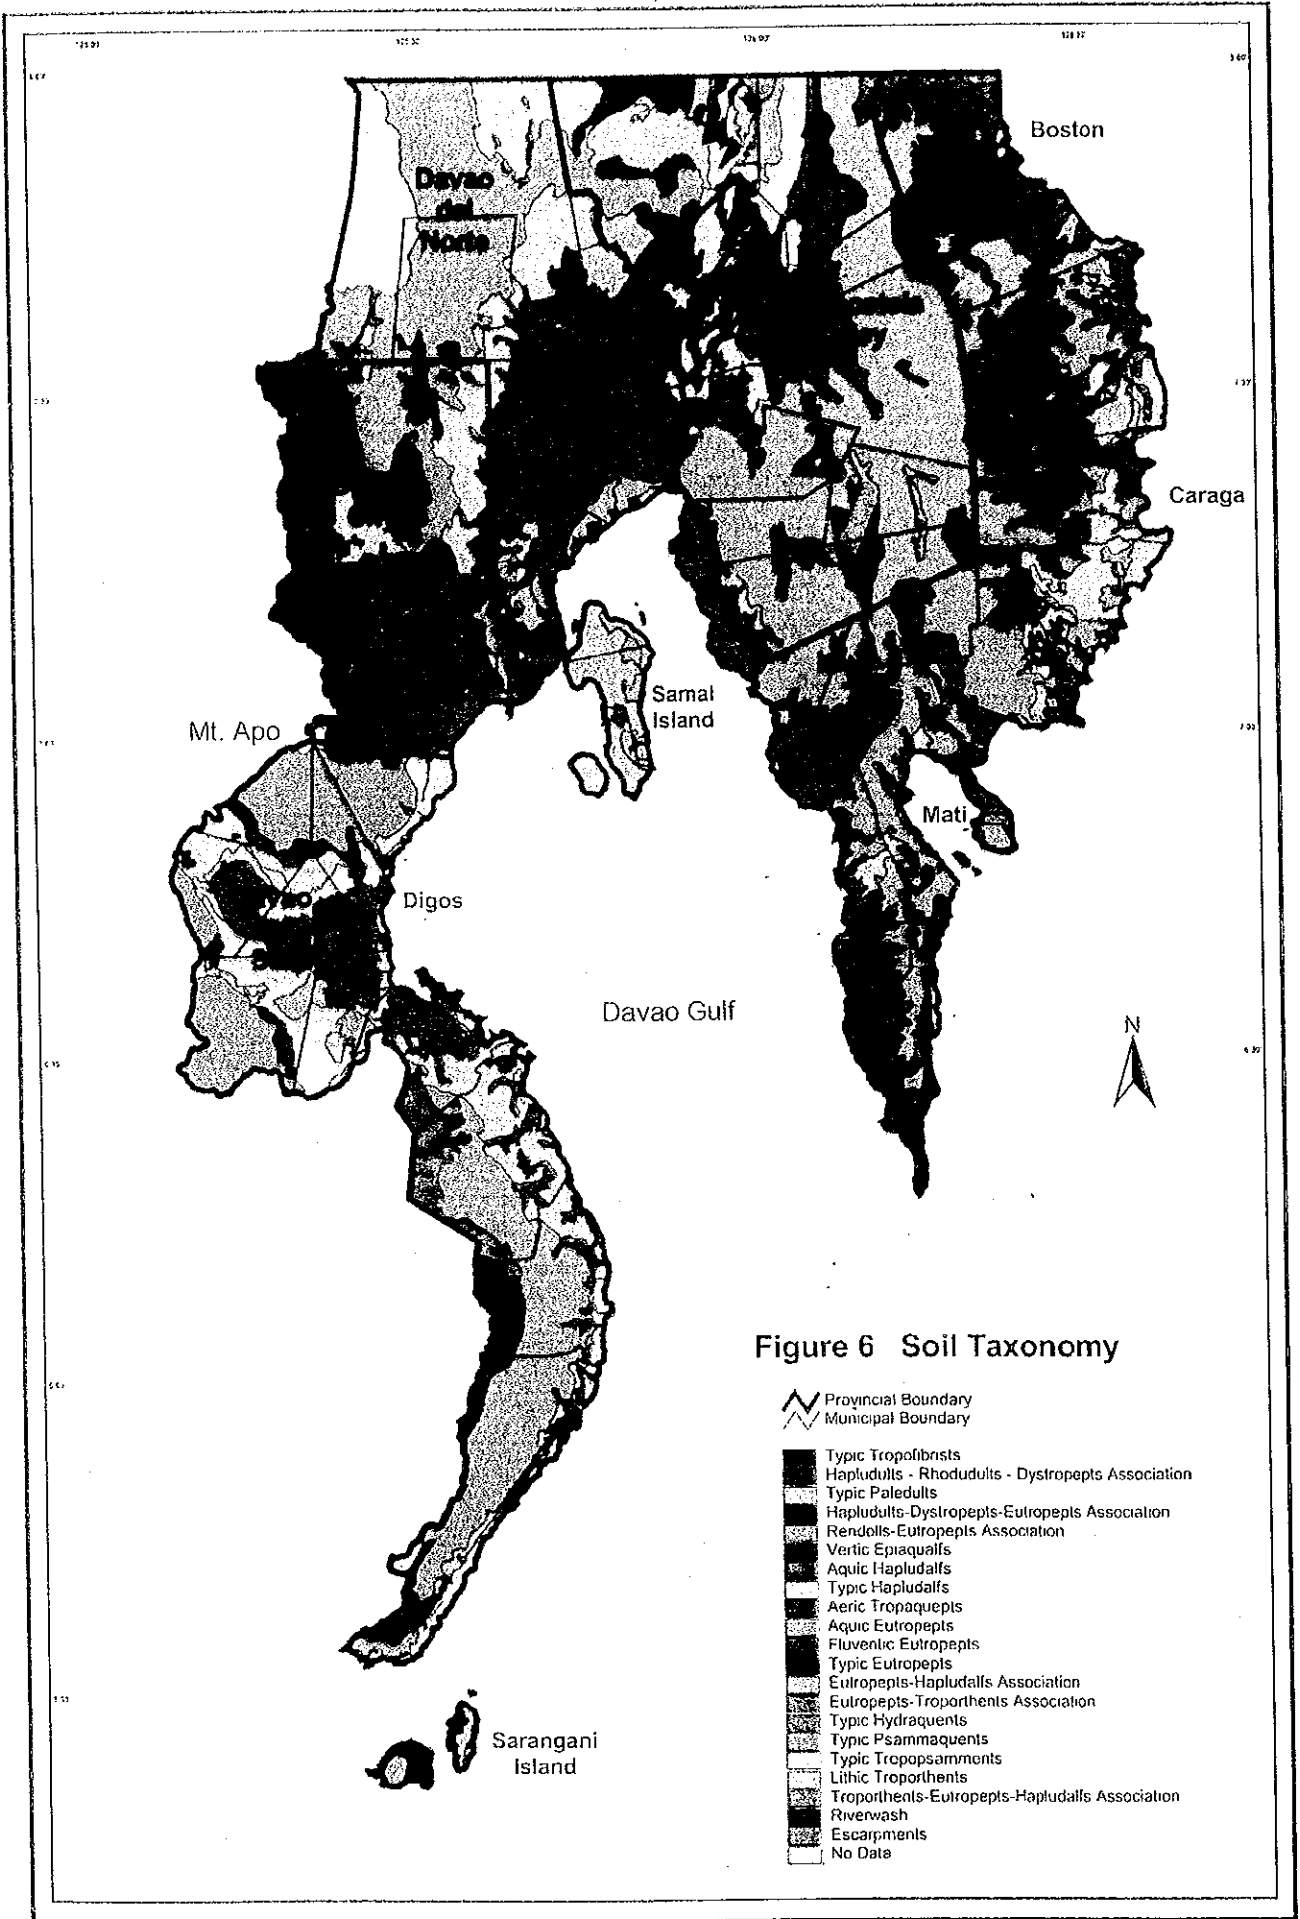 Boston
Davao
del
Norte
Caraga
Samal
Island
Mt. Apo
Mati
Digos
Davao Gulf
N
Figure 6 Soil Taxonomy
Provincial Boundary
Municipal Boundary
Typic Tropofibrists
Hapludults - Rhodudults - Dystropepts Association
Typic Paledults
Hapludults-Dystropepts-Eutropepts Association
Rendolls-Eutropepts Association
Vertic Epiaqualfs
Aquic Hapludalfs
Typic Hapludalfs
Aeric Tropaquepts
Aquic Eutropepts
Fluventic Eutropepts
Typic Eutropepts
Eutropepts-Hapludalfs Association
Eutropepts-Troporthents Association
Typic Hydraquents
Typic Psammaquents
Typic Tropopsamments
Lithic Troporthents
Troporthents-Eutropepts-Hapludalfs Association
Riverwash
Escarpments
No Data
Sarangani
Island